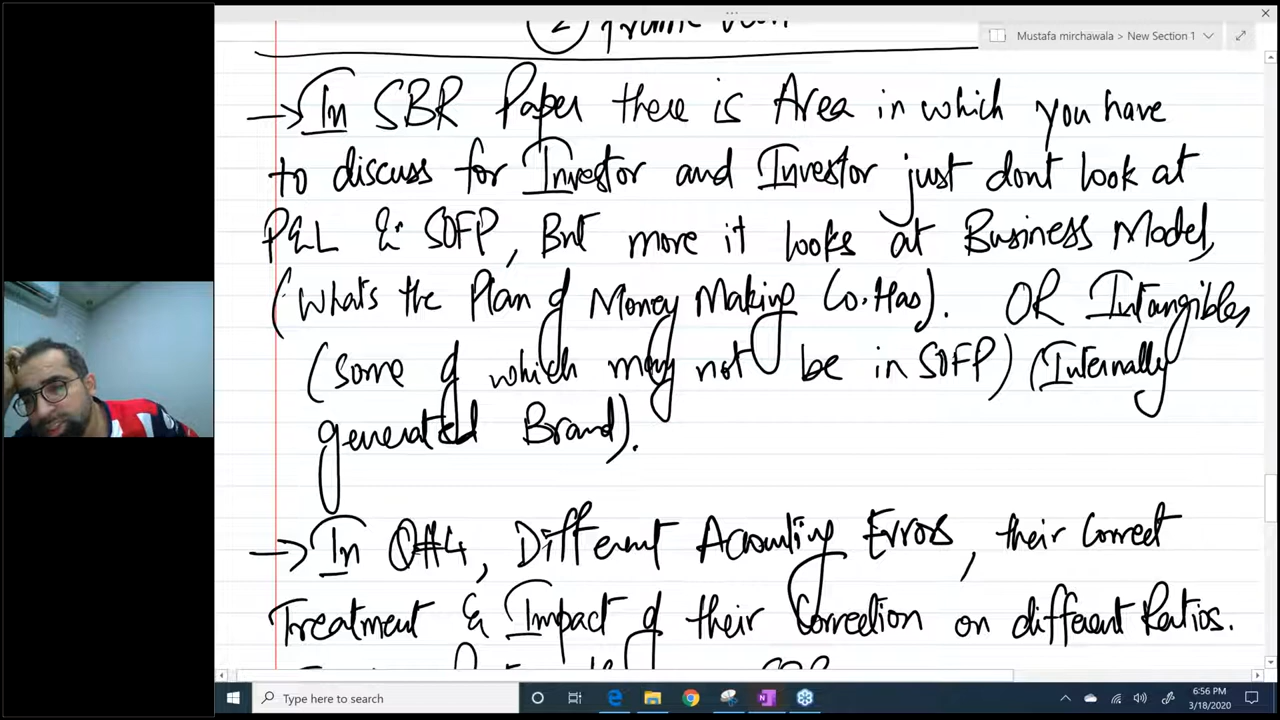 ②
Mustafa mirchawala > New Section 1
→ In SBR Paper there is Area in which you have
to discuss for Investor and Investor just dont look at
P&L & SOFP, But more it looks at Business Model,
(What's the Plan of Money Making Co. Has). OR Intangibles
(some of which may not be in SOFP) (Internally
generated Brand).
→ In Q#4, Different Accounting Errors, their Correct
Treatment & Impact of their Correction on different Ratios.
Type here to search
6:56 PM
3/18/2020